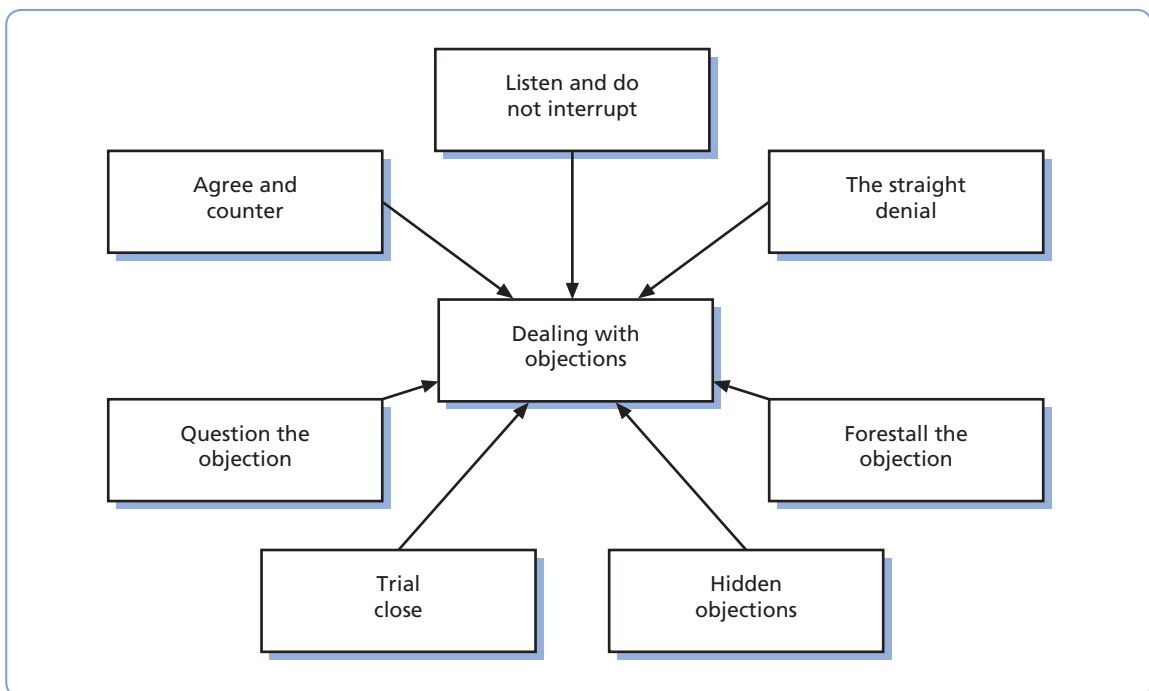 Listen and do
not interrupt
Agree and
counter
The straight
denial
Dealing with
objections
Question the
objection
Forestall the
objection
Trial
close
Hidden
objections